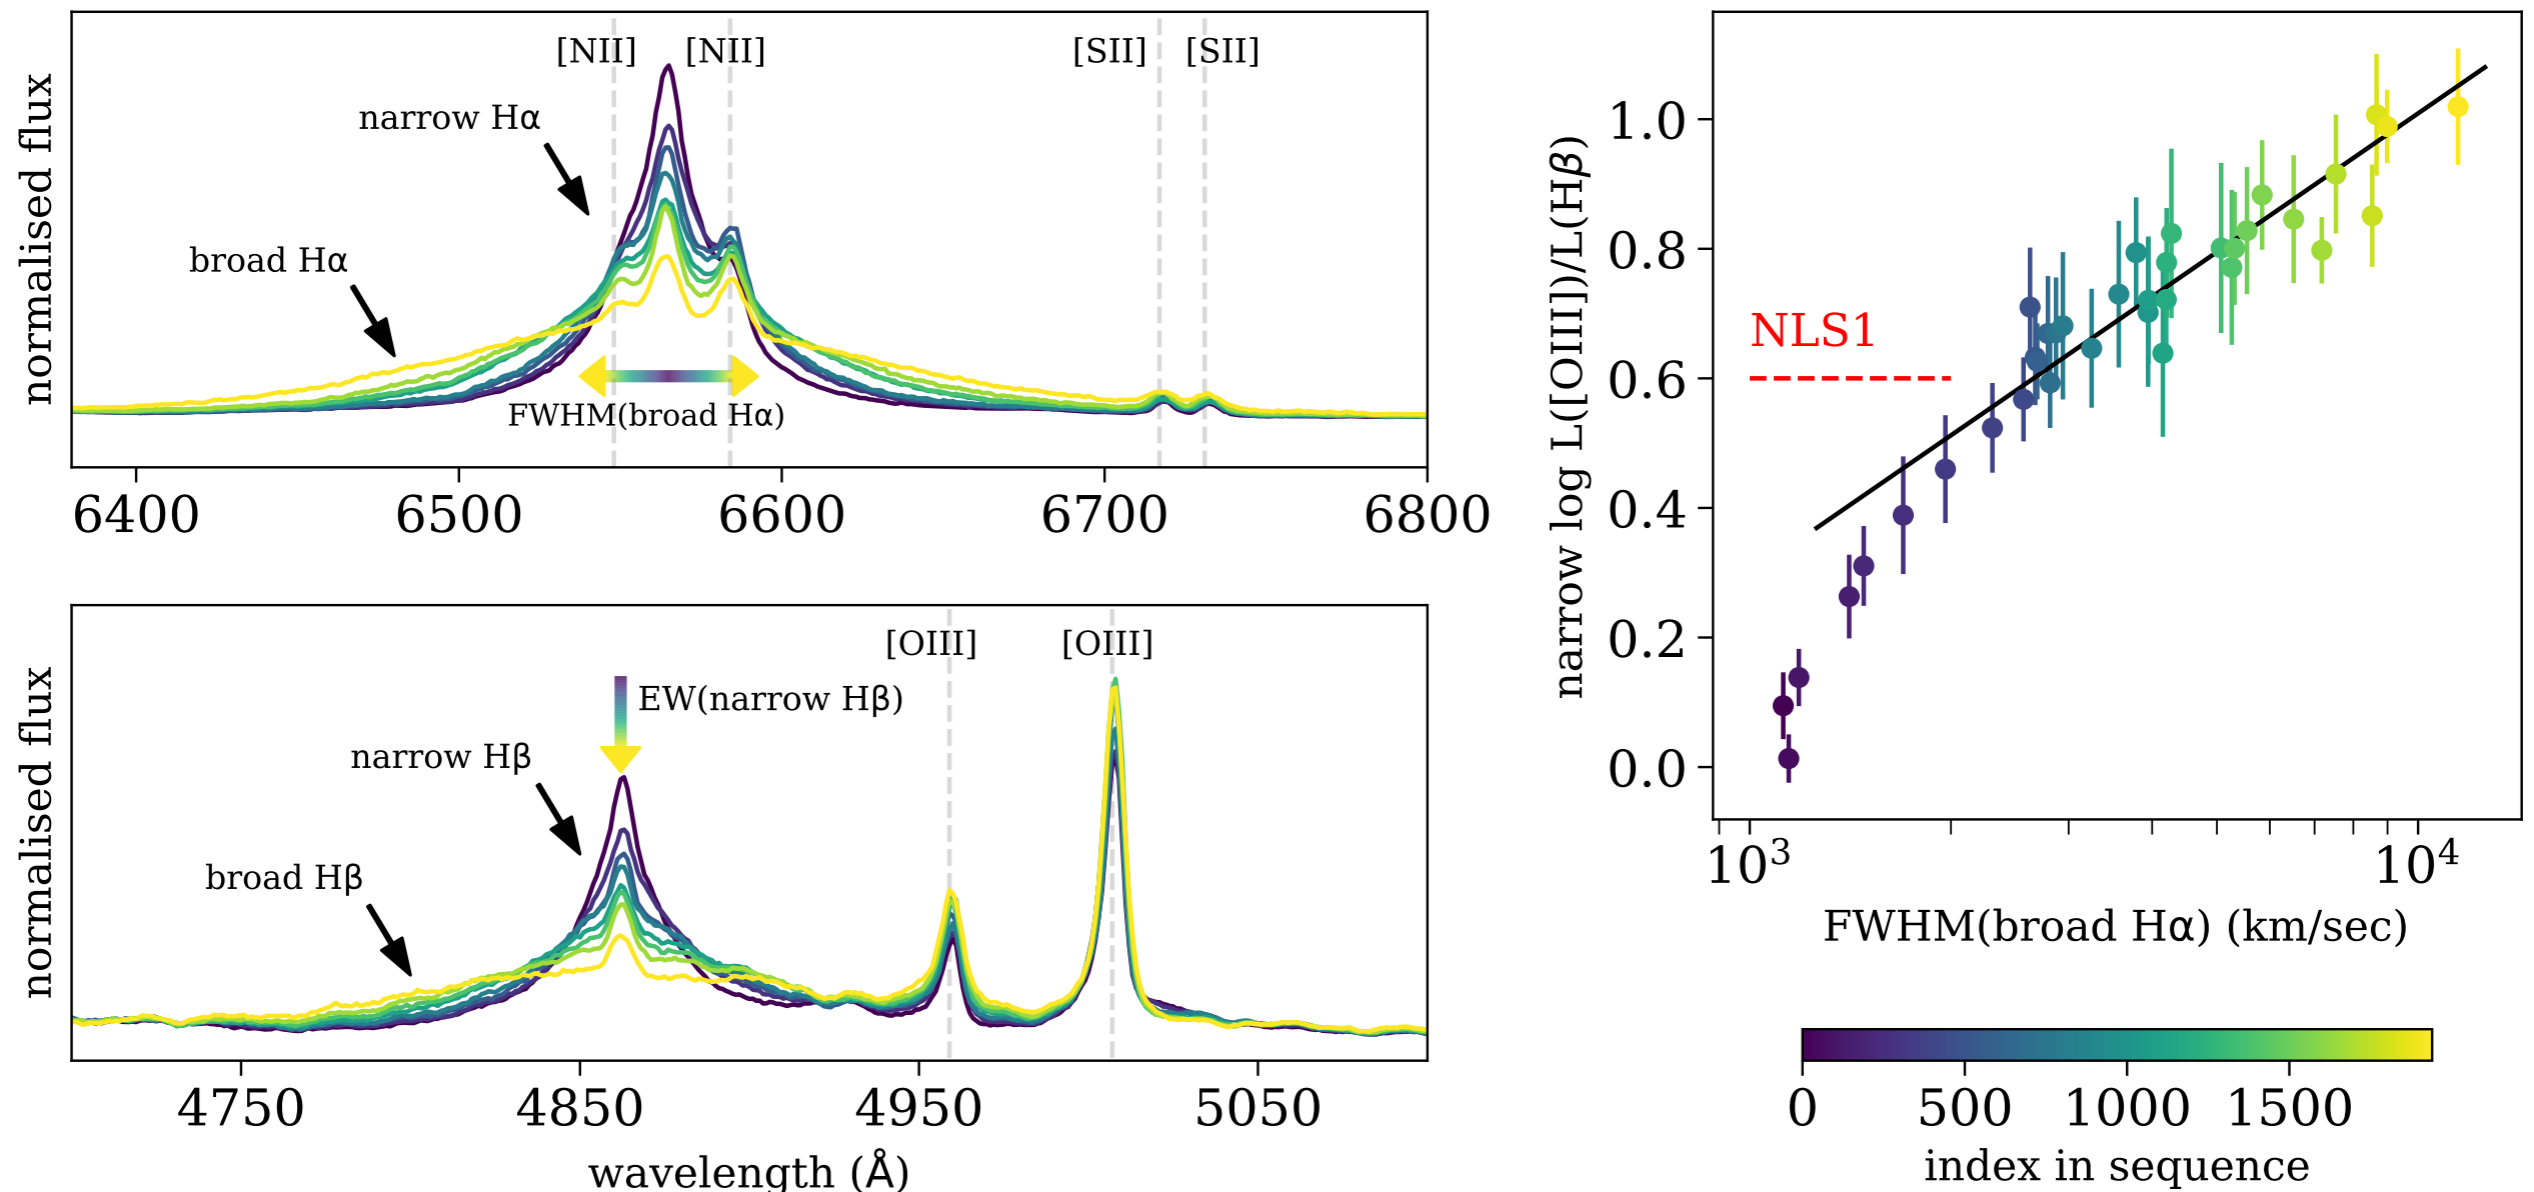 [NII]
[NII]
[SII]
[SII]
narrow Hα
broad Hα
FWHM(broad Hα)
normalised flux
6400
6500
6600
6700
6800
[OIII]
[OIII]
EW(narrow Hβ)
narrow Hβ
broad Hβ
normalised flux
4750
4850
4950
5050
wavelength (Å)
1.0
0.8
0.6
0.4
0.2
0.0
narrow log L([OIII])/L(Hβ)
NLS1
10³
10⁴
FWHM(broad Hα) (km/sec)
0
500
1000
1500
index in sequence